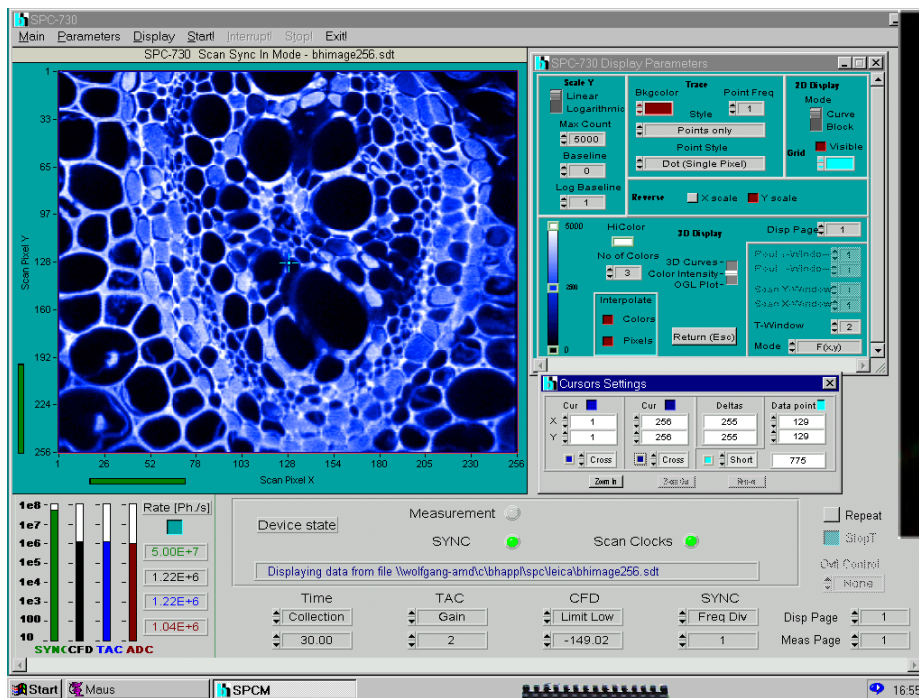 SPC-730
Main Parameters Display Start! Interrupt! Stop! Exit!
SPC-730 Scan Sync In Mode - bhimage256.sdt
1
33
65
97
128
160
192
224
256
Scan Pixel Y
1 26 52 78 103 128 154 180 205 230 256
Scan Pixel X
SPC-730 Display Parameters
Scale Y
Linear
Logarithmic
Max Count
5000
Baseline
0
Log Baseline
1
Trace
Bkgcolor Point Freq
1
Style
Points only
Point Style
Dot (Single Pixel)
2D Display
Mode
Curve
Block
Grid Visible
Reverse X scale Y scale
5000
0
HiColor
No of Colors
3
3D Display
3D Curves
Color Intensity
OGL Plot
Interpolate
Colors
Pixels
Return (Esc)
Disp Page 1
T-Window 2
Mode F(x,y)
Cursors Settings
Cur Cur Deltas Data point
X 1 256 255 129
Y 1 256 255 129
Cross Cross Short 775
Zoom In
1e8
1e7
1e6
1e5
1e4
1e3
100
10
SYNC CFD TAC ADC
Rate [Ph./s]
5.00E+7
1.22E+6
1.22E+6
1.04E+6
Device state
Measurement
SYNC Scan Clocks
Displaying data from file \\wolfgang-amd\c\bhappl\spc\leica\bhimage256.sdt
Repeat
StopT
Ovfl Control
None
Time TAC CFD SYNC
Collection Gain Limit Low Freq Div
30.00 2 -149.02 1
Disp Page 1
Meas Page 1
Start Maus SPCM 16:55